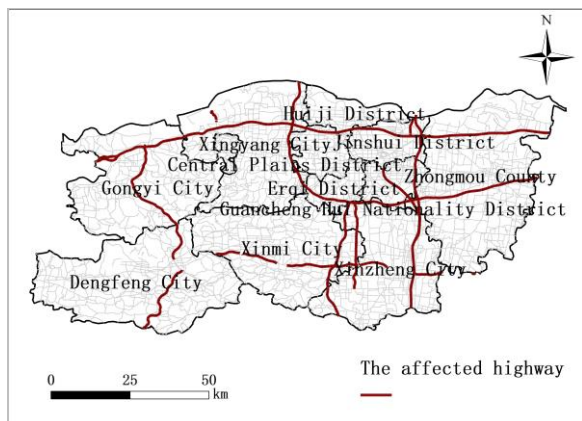 N
Huiji District
Xingyang City
Jinshui District
Central Plains District
Zhongmou County
Gongyi City
Erqi District
Guancheng Hui Nationality District
Xinmi City
Xinzheng City
Dengfeng City
The affected highway
0 25 50
km